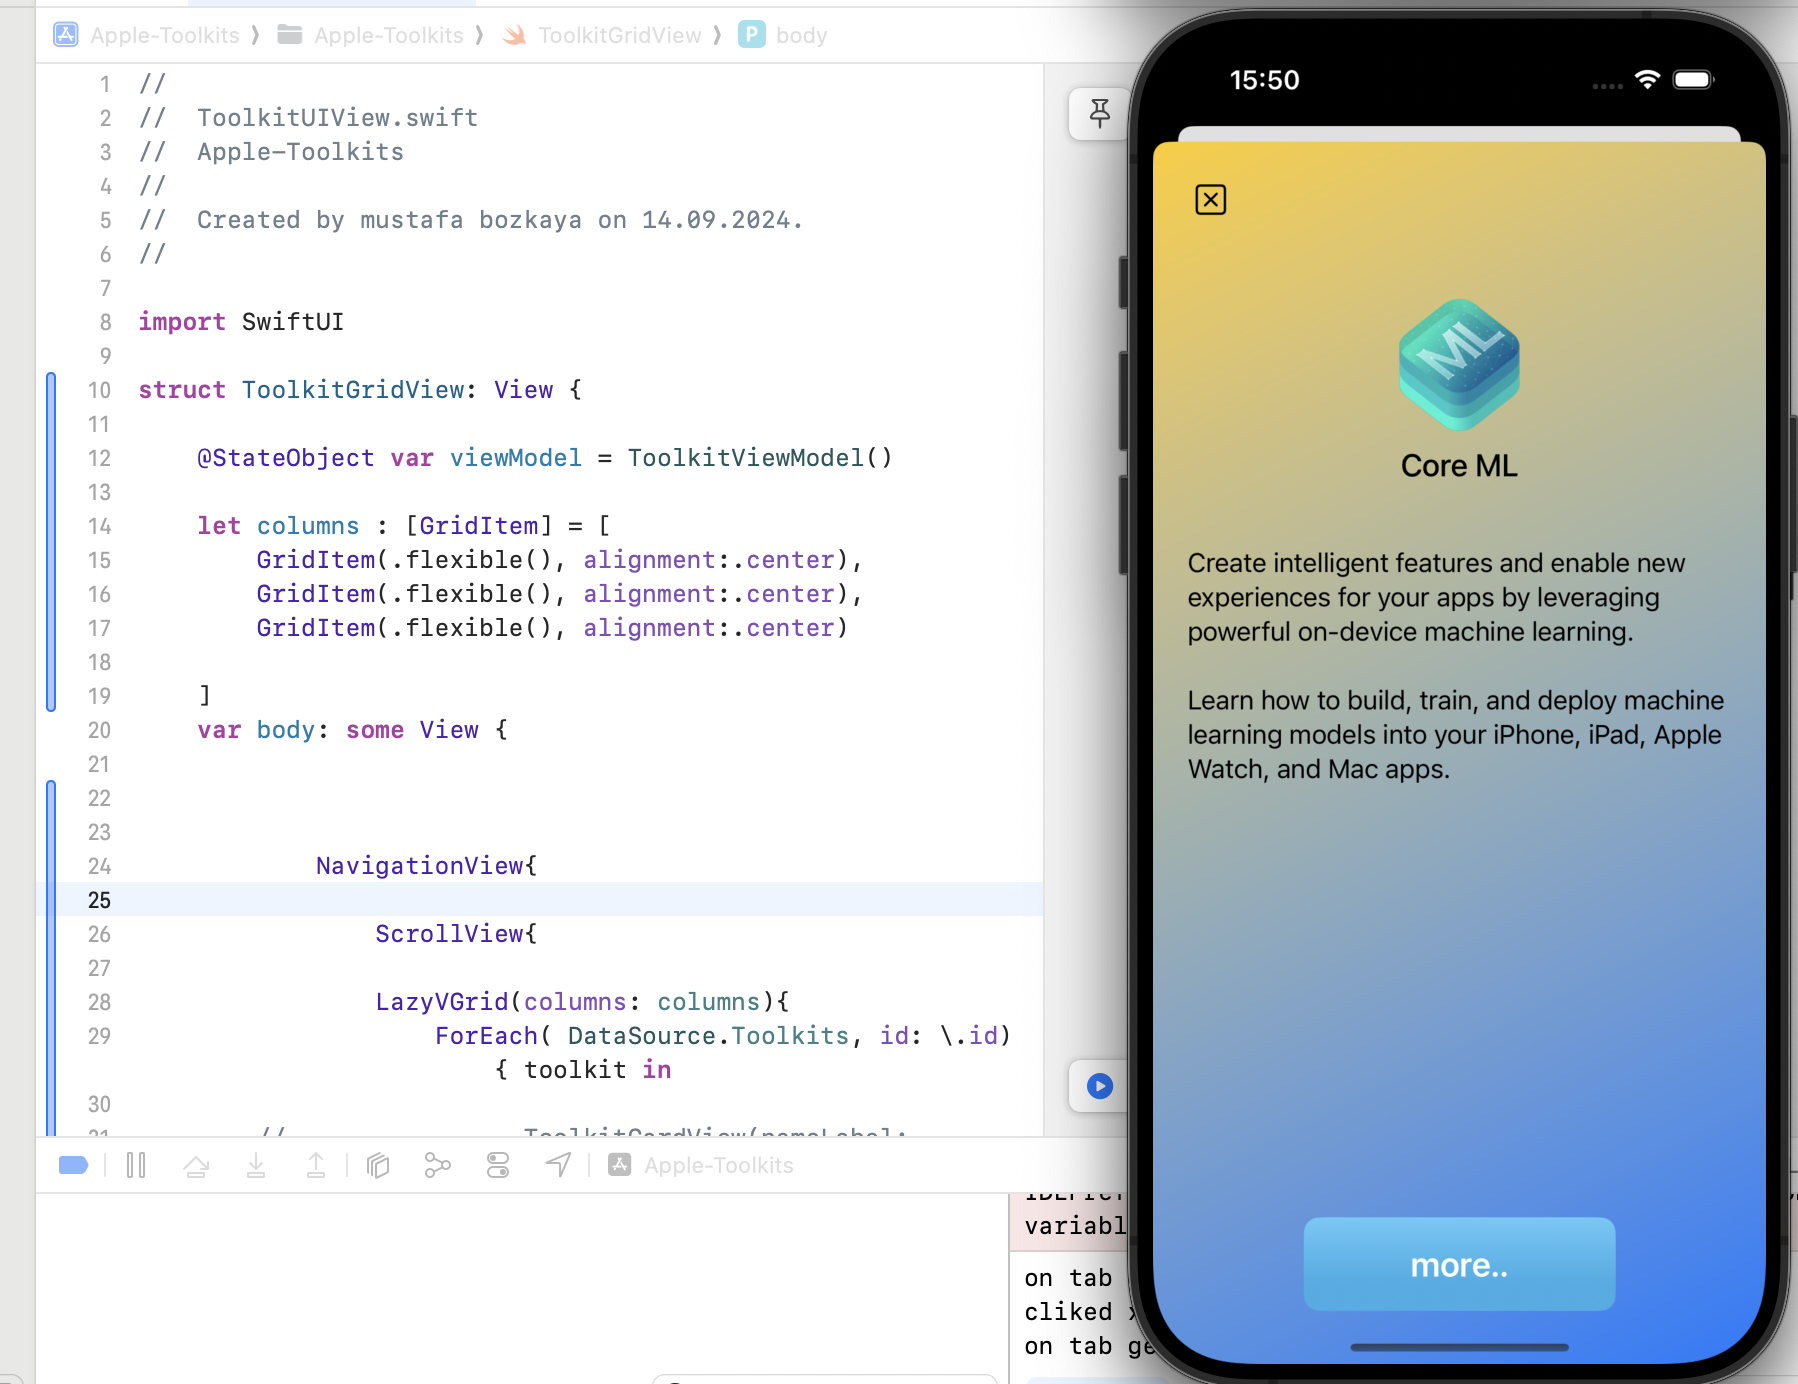 Apple-Toolkits ❯ Apple-Toolkits ❯ ToolkitGridView ❯ P body
1 //
2 //  ToolkitUIView.swift
3 //  Apple-Toolkits
4 //
5 //  Created by mustafa bozkaya on 14.09.2024.
6 //
7
8 import SwiftUI
9
10 struct ToolkitGridView: View {
11
12     @StateObject var viewModel = ToolkitViewModel()
13
14     let columns : [GridItem] = [
15         GridItem(.flexible(), alignment:.center),
16         GridItem(.flexible(), alignment:.center),
17         GridItem(.flexible(), alignment:.center)
18
19     ]
20     var body: some View {
21
22
23
24             NavigationView{
25
26                 ScrollView{
27
28                 LazyVGrid(columns: columns){
29                     ForEach( DataSource.Toolkits, id: \.id)
{ toolkit in
30
31         //                ToolkitCardView(nameLabel:
Apple-Toolkits
variabl
on tab
cliked
on tab ge
15:50
ML
Core ML
Create intelligent features and enable new
experiences for your apps by leveraging
powerful on-device machine learning.
Learn how to build, train, and deploy machine
learning models into your iPhone, iPad, Apple
Watch, and Mac apps.
more..